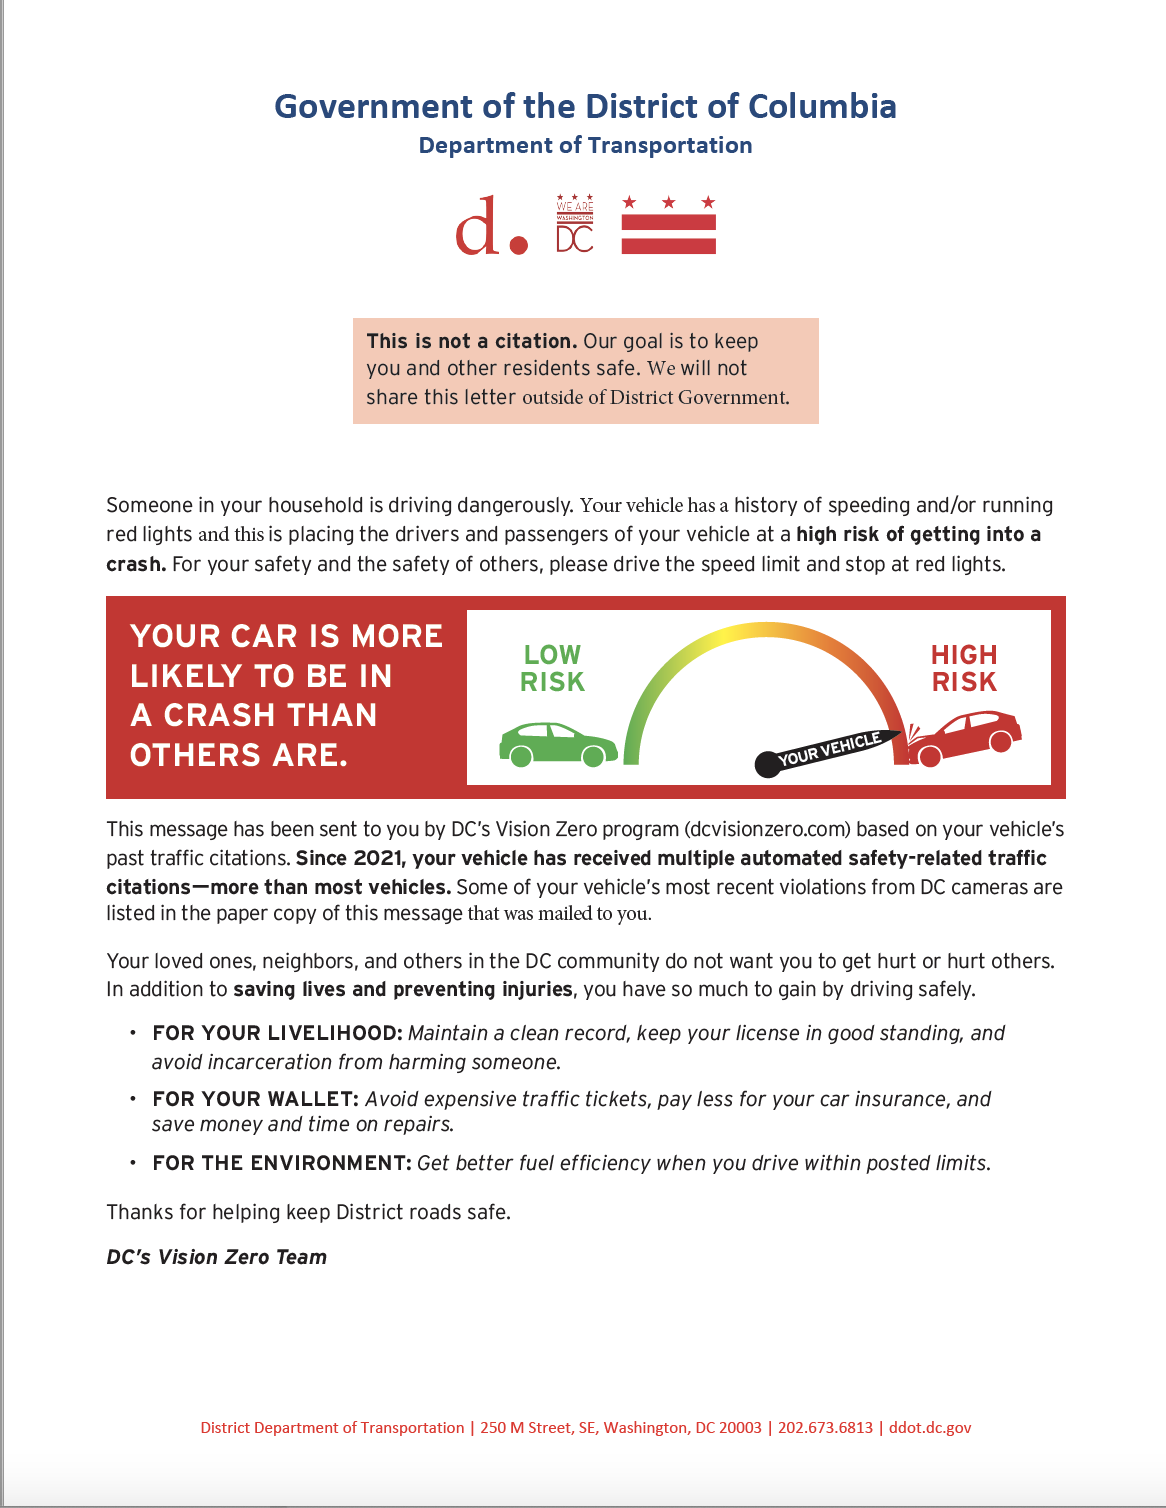 Government of the District of Columbia
Department of Transportation
d.
WE ARE
WASHINGTON
DC
This is not a citation. Our goal is to keep
you and other residents safe. We will not
share this letter outside of District Government.
Someone in your household is driving dangerously. Your vehicle has a history of speeding and/or running
red lights and this is placing the drivers and passengers of your vehicle at a high risk of getting into a
crash. For your safety and the safety of others, please drive the speed limit and stop at red lights.
YOUR CAR IS MORE
LIKELY TO BE IN
A CRASH THAN
OTHERS ARE.
LOW
RISK
HIGH
RISK
YOUR VEHICLE
This message has been sent to you by DC’s Vision Zero program (dcvisionzero.com) based on your vehicle’s
past traffic citations. Since 2021, your vehicle has received multiple automated safety-related traffic
citations—more than most vehicles. Some of your vehicle’s most recent violations from DC cameras are
listed in the paper copy of this message that was mailed to you.
Your loved ones, neighbors, and others in the DC community do not want you to get hurt or hurt others.
In addition to saving lives and preventing injuries, you have so much to gain by driving safely.
• FOR YOUR LIVELIHOOD: Maintain a clean record, keep your license in good standing, and
avoid incarceration from harming someone.
• FOR YOUR WALLET: Avoid expensive traffic tickets, pay less for your car insurance, and
save money and time on repairs.
• FOR THE ENVIRONMENT: Get better fuel efficiency when you drive within posted limits.
Thanks for helping keep District roads safe.
DC’s Vision Zero Team
District Department of Transportation | 250 M Street, SE, Washington, DC 20003 | 202.673.6813 | ddot.dc.gov